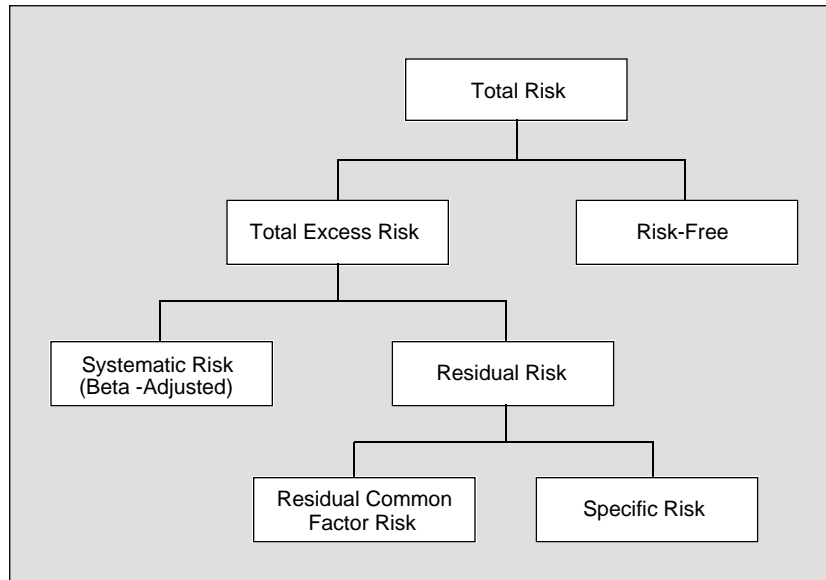 Total Risk
Total Excess Risk
Risk-Free
Systematic Risk
(Beta -Adjusted)
Residual Risk
Residual Common
Factor Risk
Specific Risk